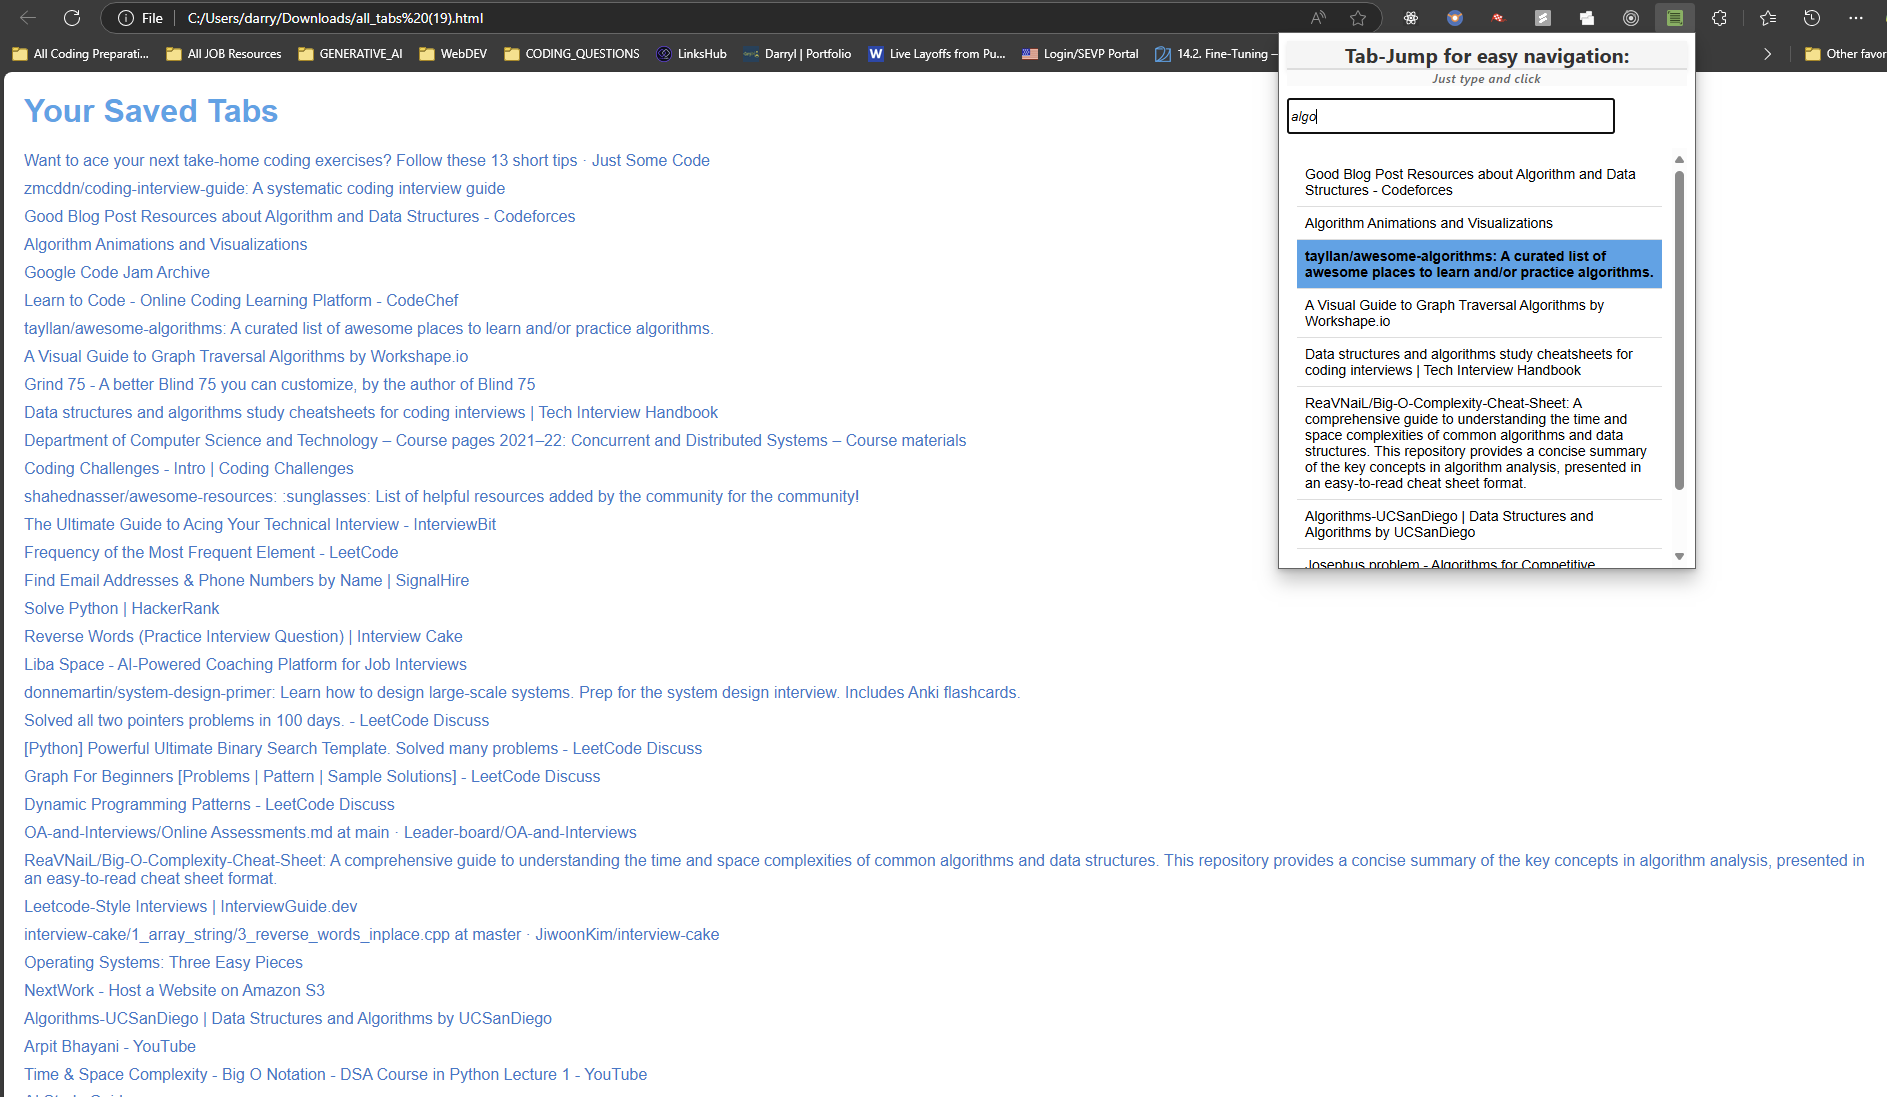 File
C:/Users/darry/Downloads/all_tabs%20(19).html
All Coding Preparati...
All JOB Resources
GENERATIVE_AI
WebDEV
CODING_QUESTIONS
LinksHub
Darryl | Portfolio
Live Layoffs from Pu...
Login/SEVP Portal
14.2. Fine-Tuning –
Other favor
Tab-Jump for easy navigation:
Just type and click
algo
Good Blog Post Resources about Algorithm and Data
Structures - Codeforces
Algorithm Animations and Visualizations
tayllan/awesome-algorithms: A curated list of
awesome places to learn and/or practice algorithms.
A Visual Guide to Graph Traversal Algorithms by
Workshape.io
Data structures and algorithms study cheatsheets for
coding interviews | Tech Interview Handbook
ReaVNaiL/Big-O-Complexity-Cheat-Sheet: A
comprehensive guide to understanding the time and
space complexities of common algorithms and data
structures. This repository provides a concise summary
of the key concepts in algorithm analysis, presented in
an easy-to-read cheat sheet format.
Algorithms-UCSanDiego | Data Structures and
Algorithms by UCSanDiego
Josephus problem - Algorithms for Competitive
Your Saved Tabs
Want to ace your next take-home coding exercises? Follow these 13 short tips · Just Some Code
zmcddn/coding-interview-guide: A systematic coding interview guide
Good Blog Post Resources about Algorithm and Data Structures - Codeforces
Algorithm Animations and Visualizations
Google Code Jam Archive
Learn to Code - Online Coding Learning Platform - CodeChef
tayllan/awesome-algorithms: A curated list of awesome places to learn and/or practice algorithms.
A Visual Guide to Graph Traversal Algorithms by Workshape.io
Grind 75 - A better Blind 75 you can customize, by the author of Blind 75
Data structures and algorithms study cheatsheets for coding interviews | Tech Interview Handbook
Department of Computer Science and Technology – Course pages 2021–22: Concurrent and Distributed Systems – Course materials
Coding Challenges - Intro | Coding Challenges
shahednasser/awesome-resources: :sunglasses: List of helpful resources added by the community for the community!
The Ultimate Guide to Acing Your Technical Interview - InterviewBit
Frequency of the Most Frequent Element - LeetCode
Find Email Addresses & Phone Numbers by Name | SignalHire
Solve Python | HackerRank
Reverse Words (Practice Interview Question) | Interview Cake
Liba Space - AI-Powered Coaching Platform for Job Interviews
donnemartin/system-design-primer: Learn how to design large-scale systems. Prep for the system design interview. Includes Anki flashcards.
Solved all two pointers problems in 100 days. - LeetCode Discuss
[Python] Powerful Ultimate Binary Search Template. Solved many problems - LeetCode Discuss
Graph For Beginners [Problems | Pattern | Sample Solutions] - LeetCode Discuss
Dynamic Programming Patterns - LeetCode Discuss
OA-and-Interviews/Online Assessments.md at main · Leader-board/OA-and-Interviews
ReaVNaiL/Big-O-Complexity-Cheat-Sheet: A comprehensive guide to understanding the time and space complexities of common algorithms and data structures. This repository provides a concise summary of the key concepts in algorithm analysis, presented in
an easy-to-read cheat sheet format.
Leetcode-Style Interviews | InterviewGuide.dev
interview-cake/1_array_string/3_reverse_words_inplace.cpp at master · JiwoonKim/interview-cake
Operating Systems: Three Easy Pieces
NextWork - Host a Website on Amazon S3
Algorithms-UCSanDiego | Data Structures and Algorithms by UCSanDiego
Arpit Bhayani - YouTube
Time & Space Complexity - Big O Notation - DSA Course in Python Lecture 1 - YouTube